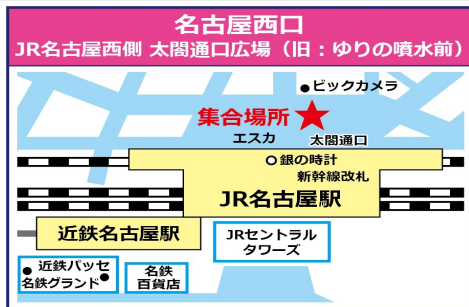 名古屋西口
JR名古屋西側 太閤通口広場（旧：ゆりの噴水前）
ビックカメラ
集合場所
エスカ
太閤通口
銀の時計
新幹線改札
JR名古屋駅
近鉄名古屋駅
JRセントラル
タワーズ
近鉄パッセ
名鉄グランド
名鉄
百貨店